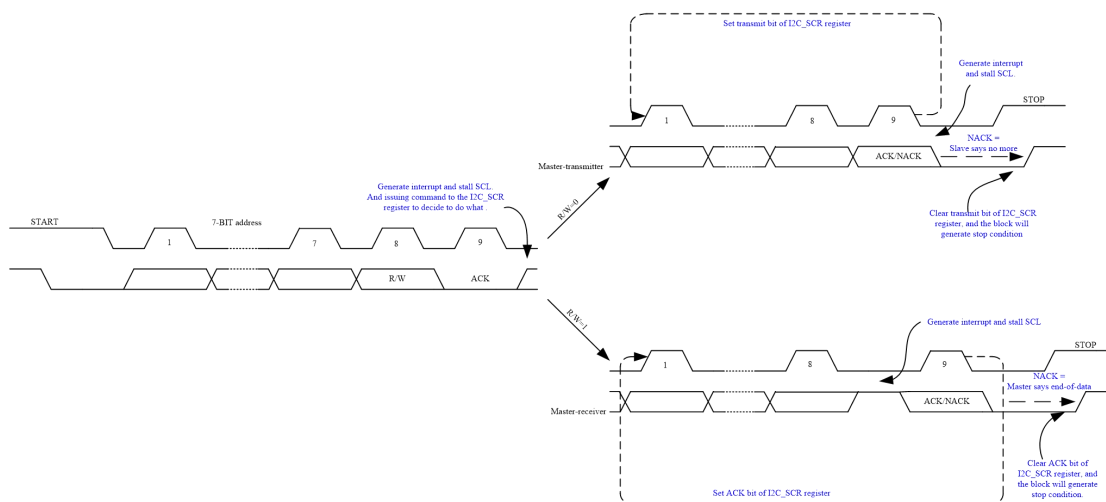 Set transmit bit of I2C_SCR register
Generate interrupt
and stall SCL.
STOP
1
8
9
NACK =
Slave says no more
Master-transmitter
ACK/NACK
Clear transmit bit of I2C_SCR
register, and the block will
generate stop condition
Generate interrupt and stall SCL.
And issuing command to the I2C_SCR
register to decide to do what .
R/W=0
START
7-BIT address
1
7
8
9
R/W
ACK
R/W=1
Generate interrupt and stall SCL
STOP
1
8
9
NACK =
Master says end-of-data
Master-receiver
ACK/NACK
Clear ACK bit of
I2C_SCR register, and
the block will generate
stop condition.
Set ACK bit of I2C_SCR register